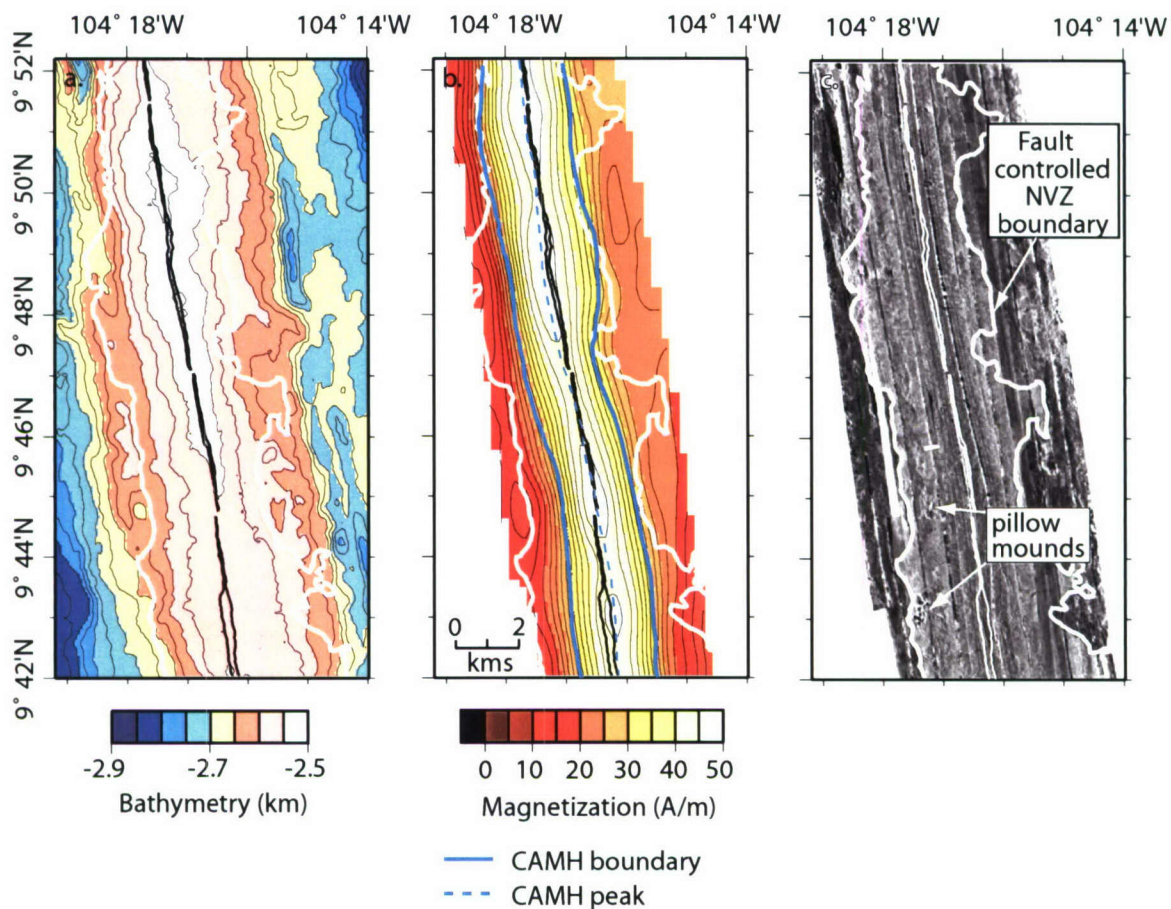 104° 18'W 104° 14'W 104° 18'W 104° 14'W 104° 18'W 104° 14'W
a. b. c.
9° 52'N
9° 50'N
9° 48'N
9° 46'N
9° 44'N
9° 42'N
Fault
controlled
NVZ
boundary
pillow
mounds
0 2
kms
-2.9 -2.7 -2.5
Bathymetry (km)
0 10 20 30 40 50
Magnetization (A/m)
CAMH boundary
CAMH peak